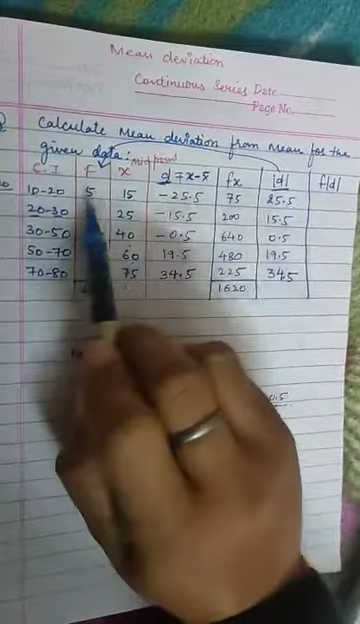 Mean deviation
Continuous Series Date
Page No.
Calculate mean deviation from mean for the
given data:
C.I f x Mid point d = x-x̄ fx |d| f|d|
10-20 5 15 -25.5 75 25.5
20-30 25 -15.5 200 15.5
30-50 40 -0.5 640 0.5
50-70 60 19.5 480 19.5
70-80 75 34.5 225 34.5
1620
0.5